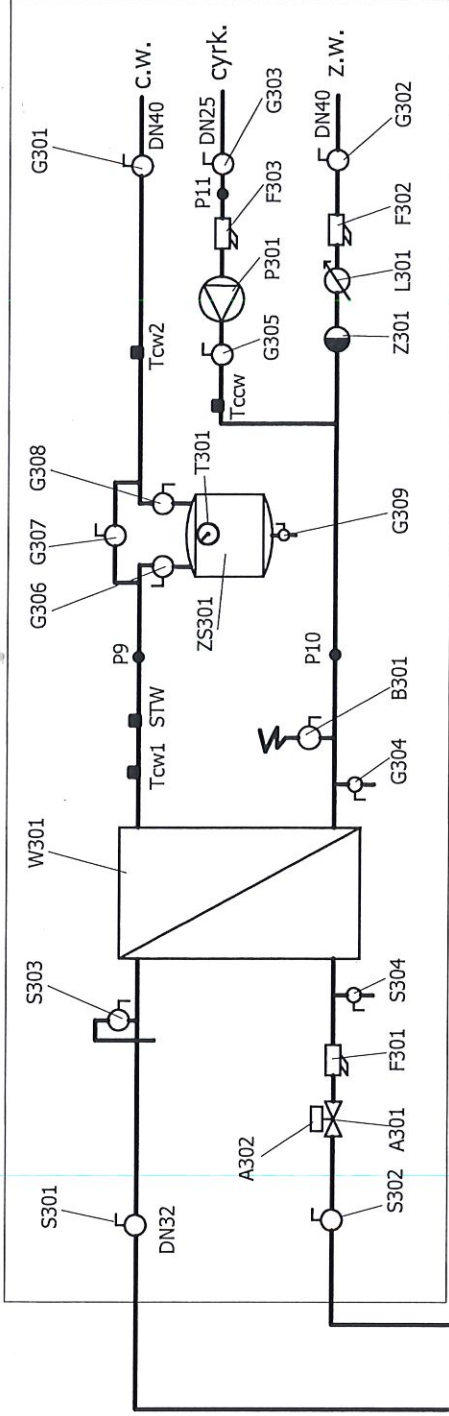 G301
c.w.
DN40
Tcw2
G308
G307
G306
P9
STW
Tcw1
W301
S303
S301
DN32
T301
ZS301
G309
cyrk.
DN25
G303
P11
F303
P301
G305
Tccw
z.w.
DN40
G302
F302
L301
Z301
P10
B301
G304
S304
F301
A302
A301
S302